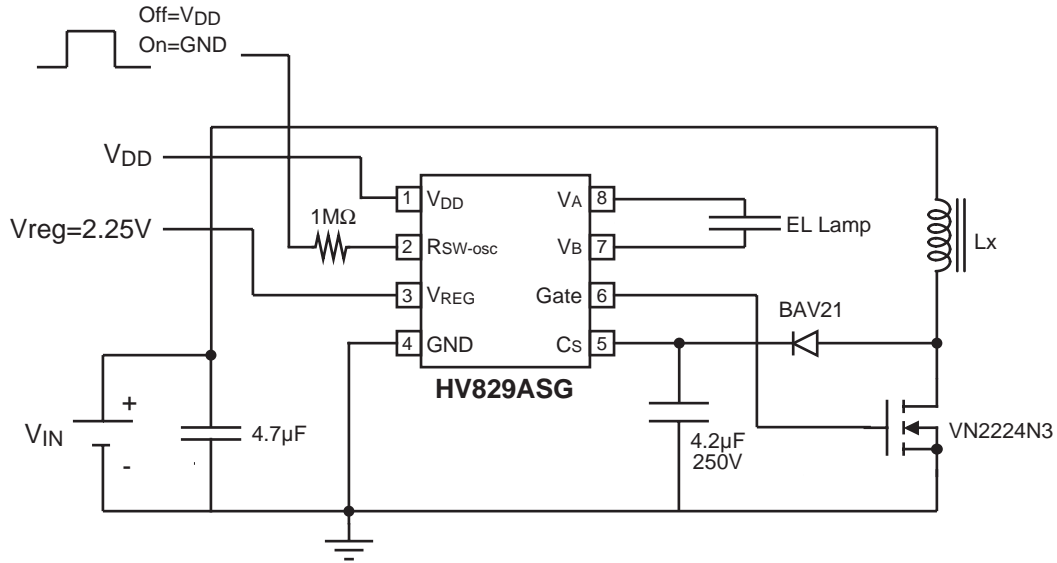 Off=VDD
On=GND
VDD
Vreg=2.25V
1MΩ
1 VDD
2 RSW-osc
3 VREG
4 GND
VA 8
VB 7
Gate 6
CS 5
HV829ASG
EL Lamp
Lx
BAV21
VIN
+
-
4.7µF
4.2µF
250V
VN2224N3